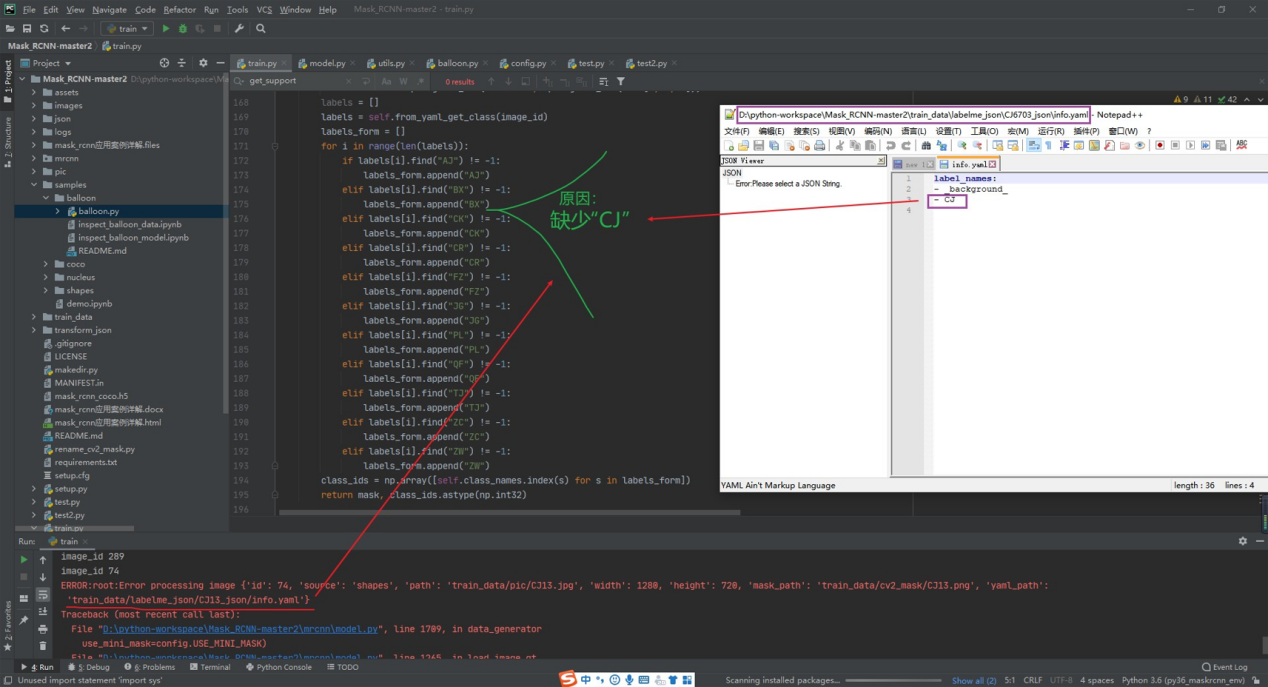 File Edit View Navigate Code Refactor Run Tools VCS Window Help Mask_RCNN-master2 - train.py
train
Mask_RCNN-master2 train.py
Project
train.py model.py utils.py balloon.py config.py test.py test2.py
get_support Aa W 0 results
9 11 42
1: Project
7: Structure
2: Favorites
Mask_RCNN-master2 D:\python-workspace\Ma
assets
images
json
logs
mask_rcnn应用案例详解.files
mrcnn
pic
samples
balloon
balloon.py
inspect_balloon_data.ipynb
inspect_balloon_model.ipynb
README.md
coco
nucleus
shapes
demo.ipynb
train_data
transform_json
.gitignore
LICENSE
makedir.py
MANIFEST.in
mask_rcnn_coco.h5
mask_rcnn应用案例详解.docx
mask_rcnn应用案例详解.html
README.md
rename_cv2_mask.py
requirements.txt
setup.cfg
setup.py
test.py
test2.py
train.py
168 labels = []
169 labels = self.from_yaml_get_class(image_id)
170 labels_form = []
171 for i in range(len(labels)):
172 if labels[i].find("AJ") != -1:
173 labels_form.append("AJ")
174 elif labels[i].find("BX") != -1:
175 labels_form.append("BX")
176 elif labels[i].find("CK") != -1:
177 labels_form.append("CK")
178 elif labels[i].find("CR") != -1:
179 labels_form.append("CR")
180 elif labels[i].find("FZ") != -1:
181 labels_form.append("FZ")
182 elif labels[i].find("JG") != -1:
183 labels_form.append("JG")
184 elif labels[i].find("PL") != -1:
185 labels_form.append("PL")
186 elif labels[i].find("QF") != -1:
187 labels_form.append("QF")
188 elif labels[i].find("TJ") != -1:
189 labels_form.append("TJ")
190 elif labels[i].find("ZC") != -1:
191 labels_form.append("ZC")
192 elif labels[i].find("ZW") != -1:
193 labels_form.append("ZW")
194 class_ids = np.array([self.class_names.index(s) for s in labels_form])
195 return mask, class_ids.astype(np.int32)
196
原因：
缺少“CJ”
D:\python-workspace\Mask_RCNN-master2\train_data\labelme_json\CJ6703_json\info.yaml - Notepad++
文件(F) 编辑(E) 搜索(S) 视图(V) 编码(N) 语言(L) 设置(T) 工具(O) 宏(M) 运行(R) 插件(P) 窗口(W) ?
JSON Viewer
JSON
Error:Please select a JSON String.
new 1 info.yaml
1 label_names:
2 - _background_
3 - CJ
4
YAML Ain't Markup Language length : 36 lines : 4
Run: train
image_id 289
image_id 74
ERROR:root:Error processing image {'id': 74, 'source': 'shapes', 'path': 'train_data/pic/CJ13.jpg', 'width': 1280, 'height': 720, 'mask_path': 'train_data/cv2_mask/CJ13.png', 'yaml_path':
'train_data/labelme_json/CJ13_json/info.yaml'}
Traceback (most recent call last):
File "D:\python-workspace\Mask_RCNN-master2\mrcnn\model.py", line 1709, in data_generator
use_mini_mask=config.USE_MINI_MASK)
File "D:\python-workspace\Mask_RCNN-master2\mrcnn\model.py", line 1265, in load_image_gt
4: Run 5: Debug 6: Problems Terminal Python Console TODO Event Log
Unused import statement 'import sys' 中 Scanning installed packages... Show all (2) 5:1 CRLF UTF-8 4 spaces Python 3.6 (py36_maskrcnn_env)